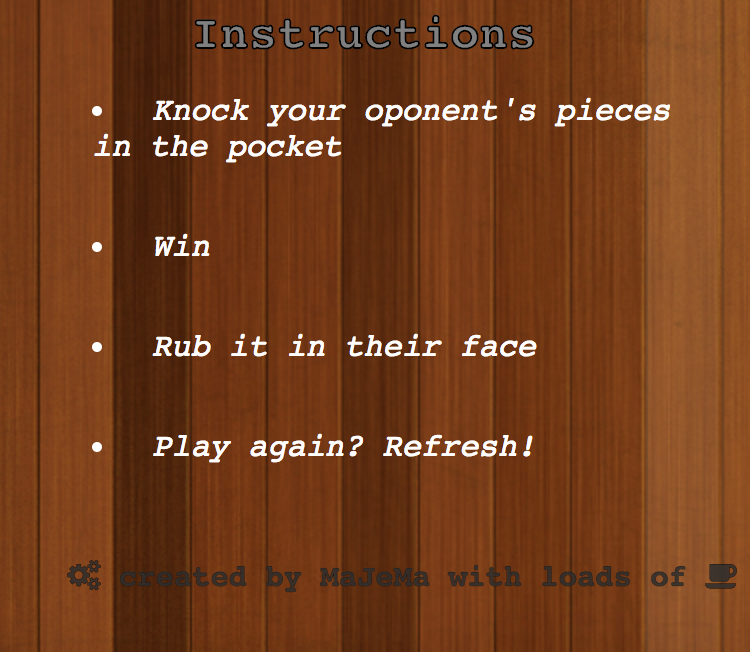 Instructions
• Knock your oponent's pieces
in the pocket
• Win
• Rub it in their face
• Play again? Refresh!
created by MaJeMa with loads of